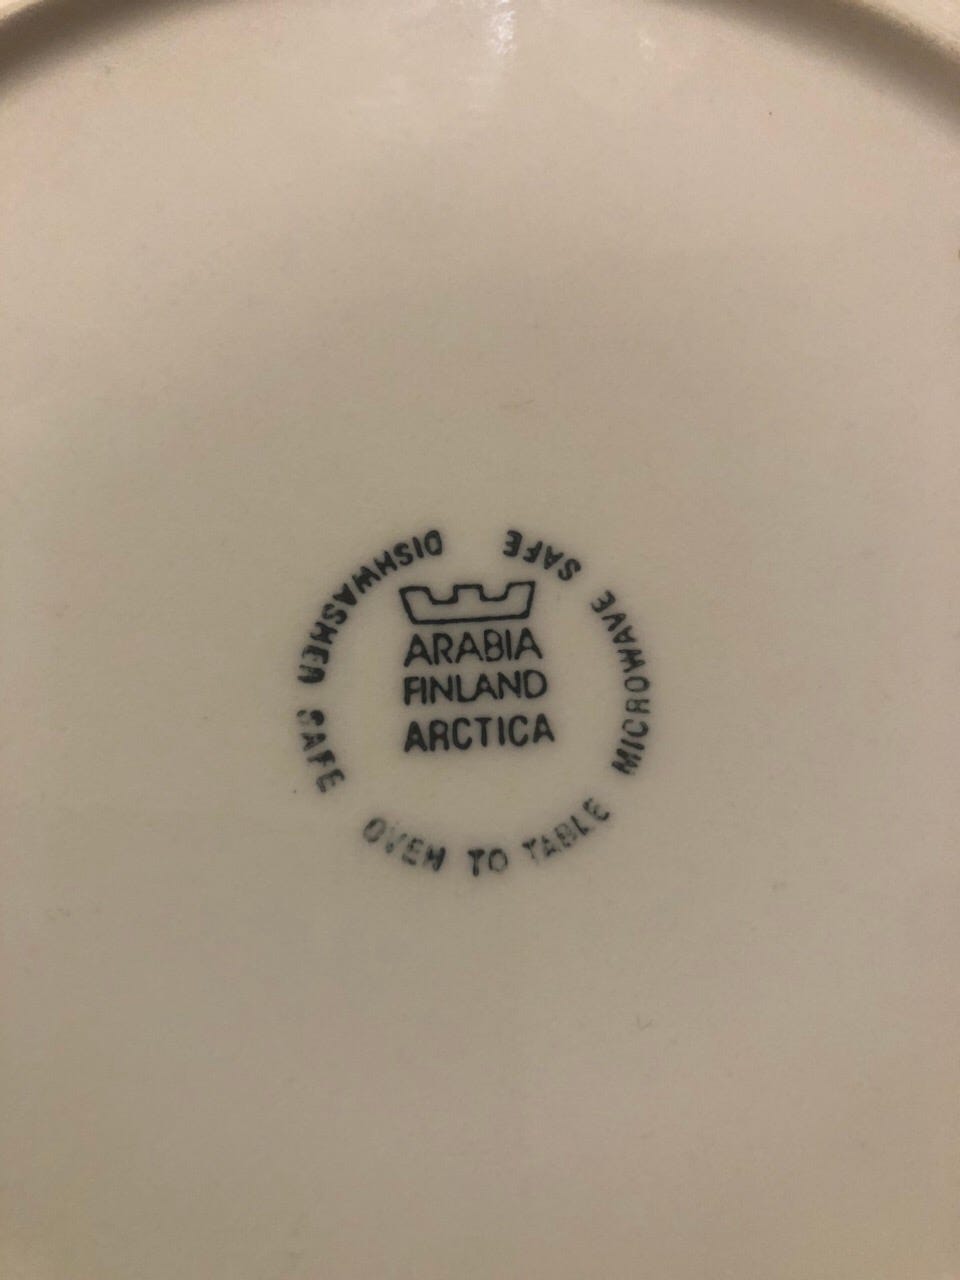 ARABIA
FINLAND
ARCTICA
DISHWASHER SAFE OVEN TO TABLE MICROWAVE SAFE